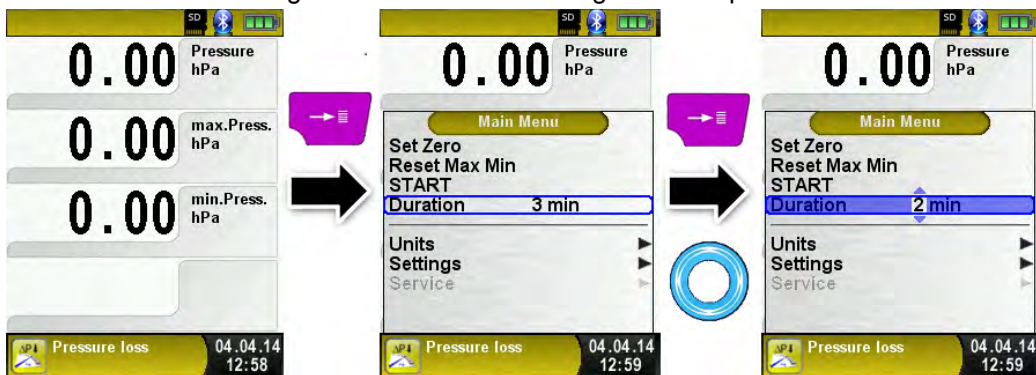 SD
0.00 Pressure
hPa
0.00 max.Press.
hPa
0.00 min.Press.
hPa
ΔP↓ Pressure loss 04.04.14
12:58
SD
0.00 Pressure
hPa
Main Menu
Set Zero
Reset Max Min
START
Duration 3 min
Units
Settings
Service
ΔP↓ Pressure loss 04.04.14
12:59
SD
0.00 Pressure
hPa
Main Menu
Set Zero
Reset Max Min
START
Duration 2 min
Units
Settings
Service
ΔP↓ Pressure loss 04.04.14
12:59